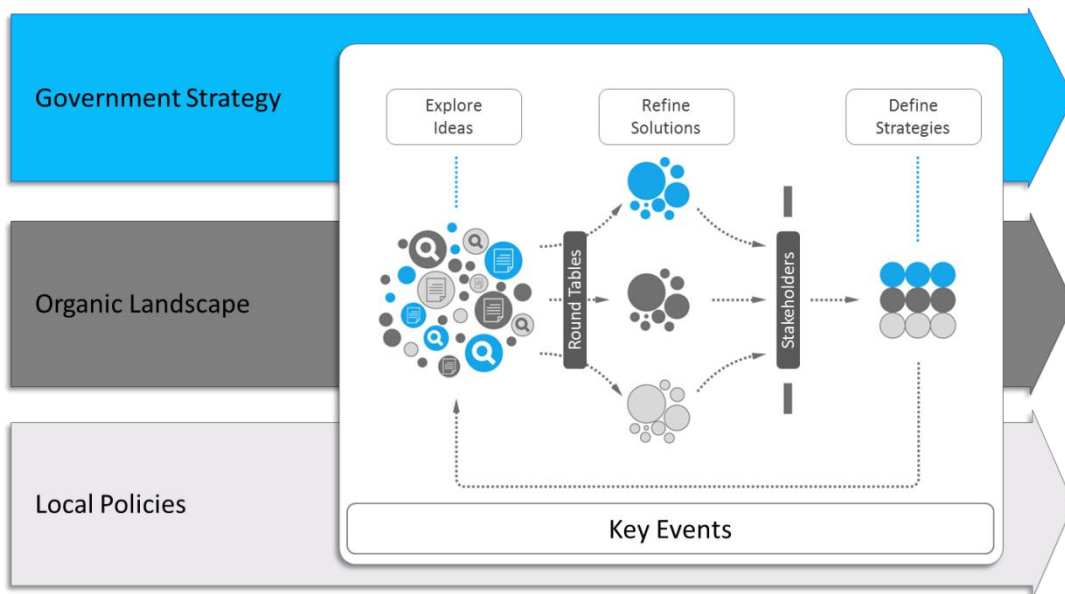 Government Strategy
Explore
Ideas
Refine
Solutions
Define
Strategies
Organic Landscape
Round Tables
Stakeholders
Local Policies
Key Events